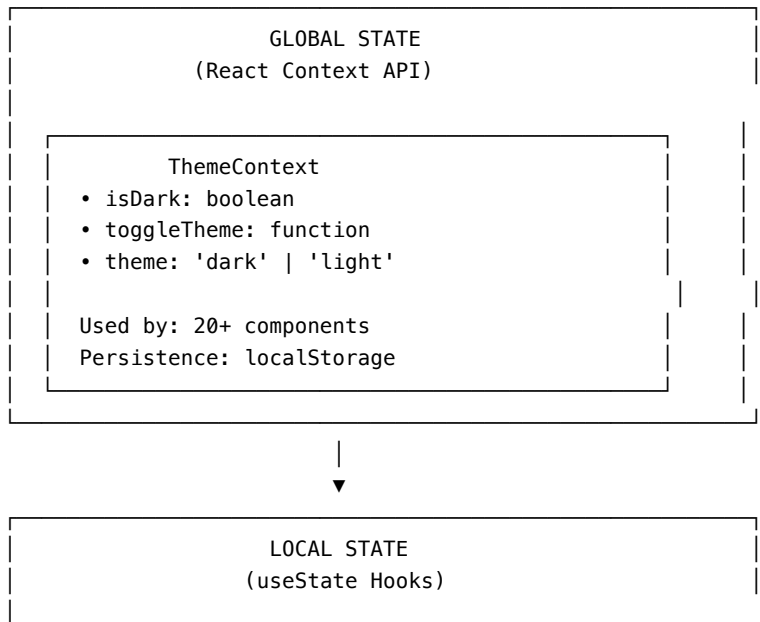 GLOBAL STATE
(React Context API)
ThemeContext
• isDark: boolean
• toggleTheme: function
• theme: 'dark' | 'light'
Used by: 20+ components
Persistence: localStorage
LOCAL STATE
(useState Hooks)